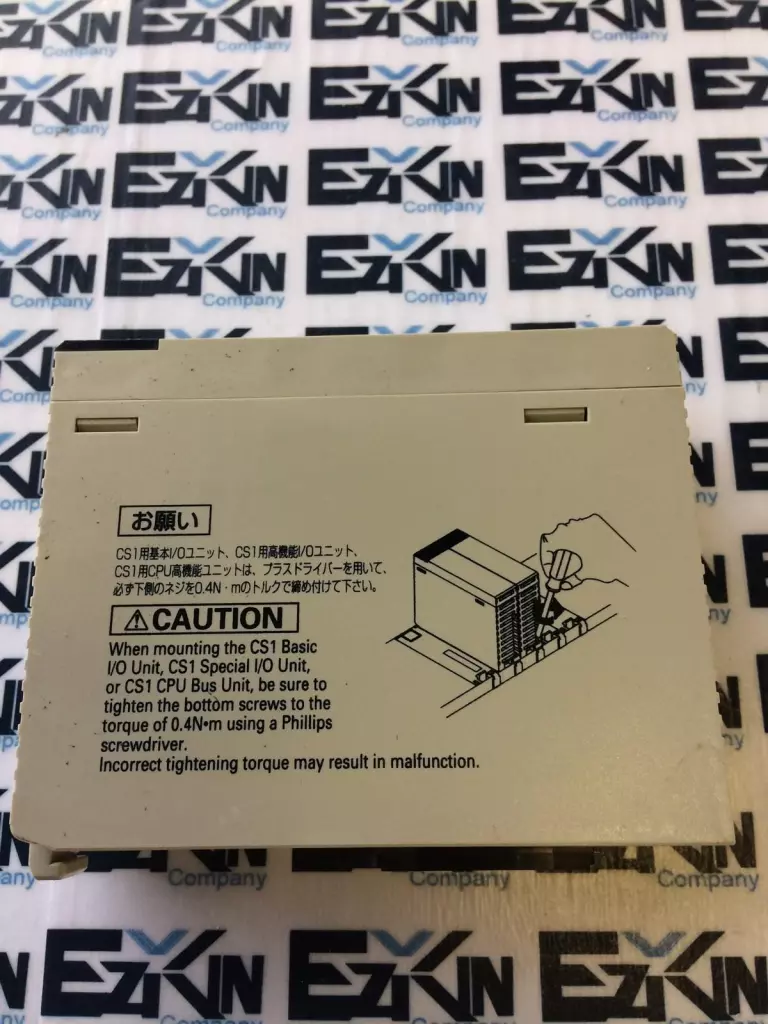 EZKIN Company
お願い
CS1用基本I/Oユニット、CS1用高機能I/Oユニット、
CS1用CPU高機能ユニットは、プラスドライバーを用いて、
必ず下側のネジを0.4N・mのトルクで締め付けて下さい。
⚠CAUTION
When mounting the CS1 Basic
I/O Unit, CS1 Special I/O Unit,
or CS1 CPU Bus Unit, be sure to
tighten the bottom screws to the
torque of 0.4N•m using a Phillips
screwdriver.
Incorrect tightening torque may result in malfunction.